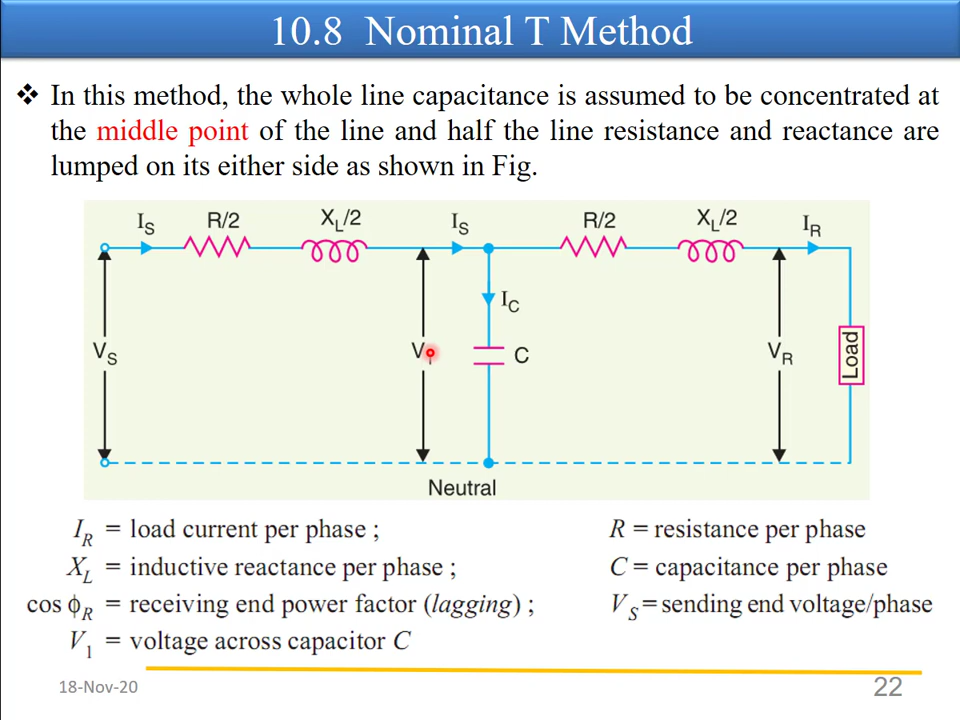 10.8 Nominal T Method
❖ In this method, the whole line capacitance is assumed to be concentrated at
the middle point of the line and half the line resistance and reactance are
lumped on its either side as shown in Fig.
I_S R/2 X_L/2 I_S R/2 X_L/2 I_R
I_C
V_S V_1 C V_R Load
Neutral
I_R = load current per phase ; R = resistance per phase
X_L = inductive reactance per phase ; C = capacitance per phase
cos ϕ_R = receiving end power factor (lagging) ; V_S = sending end voltage/phase
V_1 = voltage across capacitor C
18-Nov-20 22